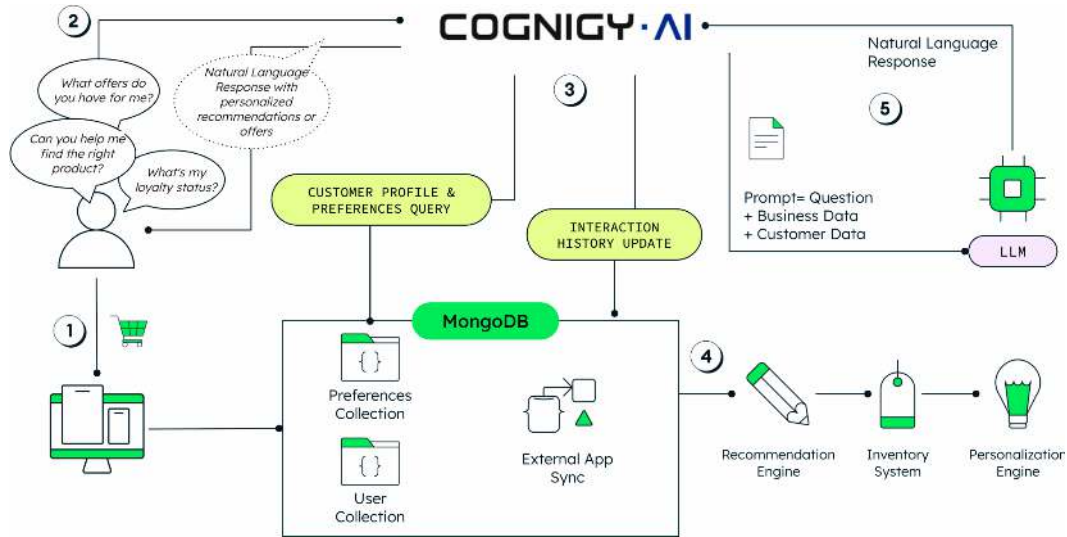 2
COGNIGY·AI
What offers do
you have for me?
Can you help me
find the right
product?
What's my
loyalty status?
Natural Language
Response with
personalized
recommendations or
offers
3
Natural Language
Response
5
CUSTOMER PROFILE &
PREFERENCES QUERY
INTERACTION
HISTORY UPDATE
Prompt= Question
+ Business Data
+ Customer Data
LLM
1
MongoDB
{ }
Preferences
Collection
{ }
User
Collection
External App
Sync
4
Recommendation
Engine
Inventory
System
Personalization
Engine